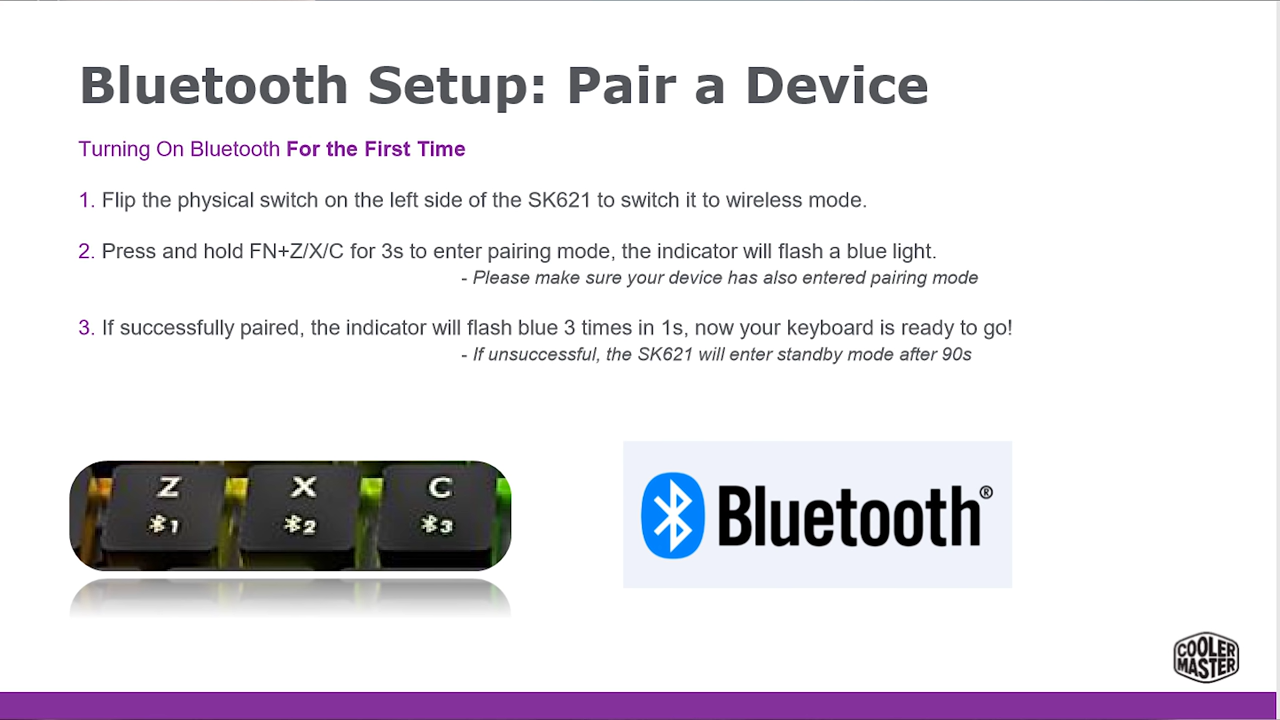 Bluetooth Setup: Pair a Device
Turning On Bluetooth For the First Time
1. Flip the physical switch on the left side of the SK621 to switch it to wireless mode.
2. Press and hold FN+Z/X/C for 3s to enter pairing mode, the indicator will flash a blue light.
- Please make sure your device has also entered pairing mode
3. If successfully paired, the indicator will flash blue 3 times in 1s, now your keyboard is ready to go!
- If unsuccessful, the SK621 will enter standby mode after 90s
Z X C
1 2 3
Bluetooth®
COOLER
MASTER